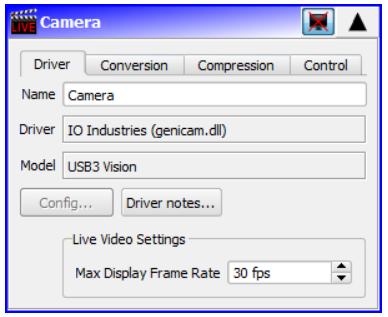 LIVE Camera
Driver Conversion Compression Control
Name Camera
Driver IO Industries (genicam.dll)
Model USB3 Vision
Config... Driver notes...
Live Video Settings
Max Display Frame Rate 30 fps